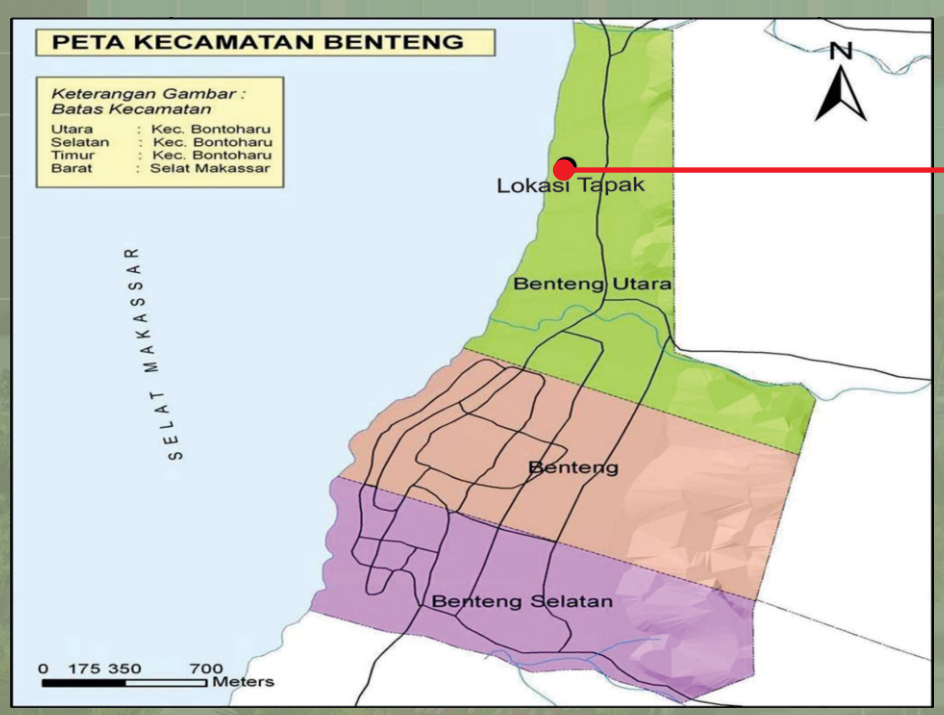 PETA KECAMATAN BENTENG
Keterangan Gambar :
Batas Kecamatan
Utara : Kec. Bontoharu
Selatan : Kec. Bontoharu
Timur : Kec. Bontoharu
Barat : Selat Makassar
N
Lokasi Tapak
SELAT MAKASSAR
Benteng Utara
Benteng
Benteng Selatan
0 175 350 700
Meters